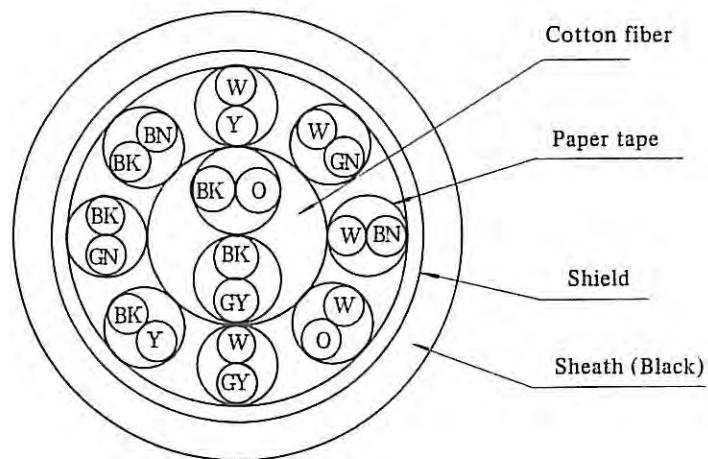 Cotton fiber
W
Y
W
GN
BN
BK
Paper tape
BK O
BK
GN
W BN
BK
GY
Shield
BK
Y
W
O
W
GY
Sheath (Black)